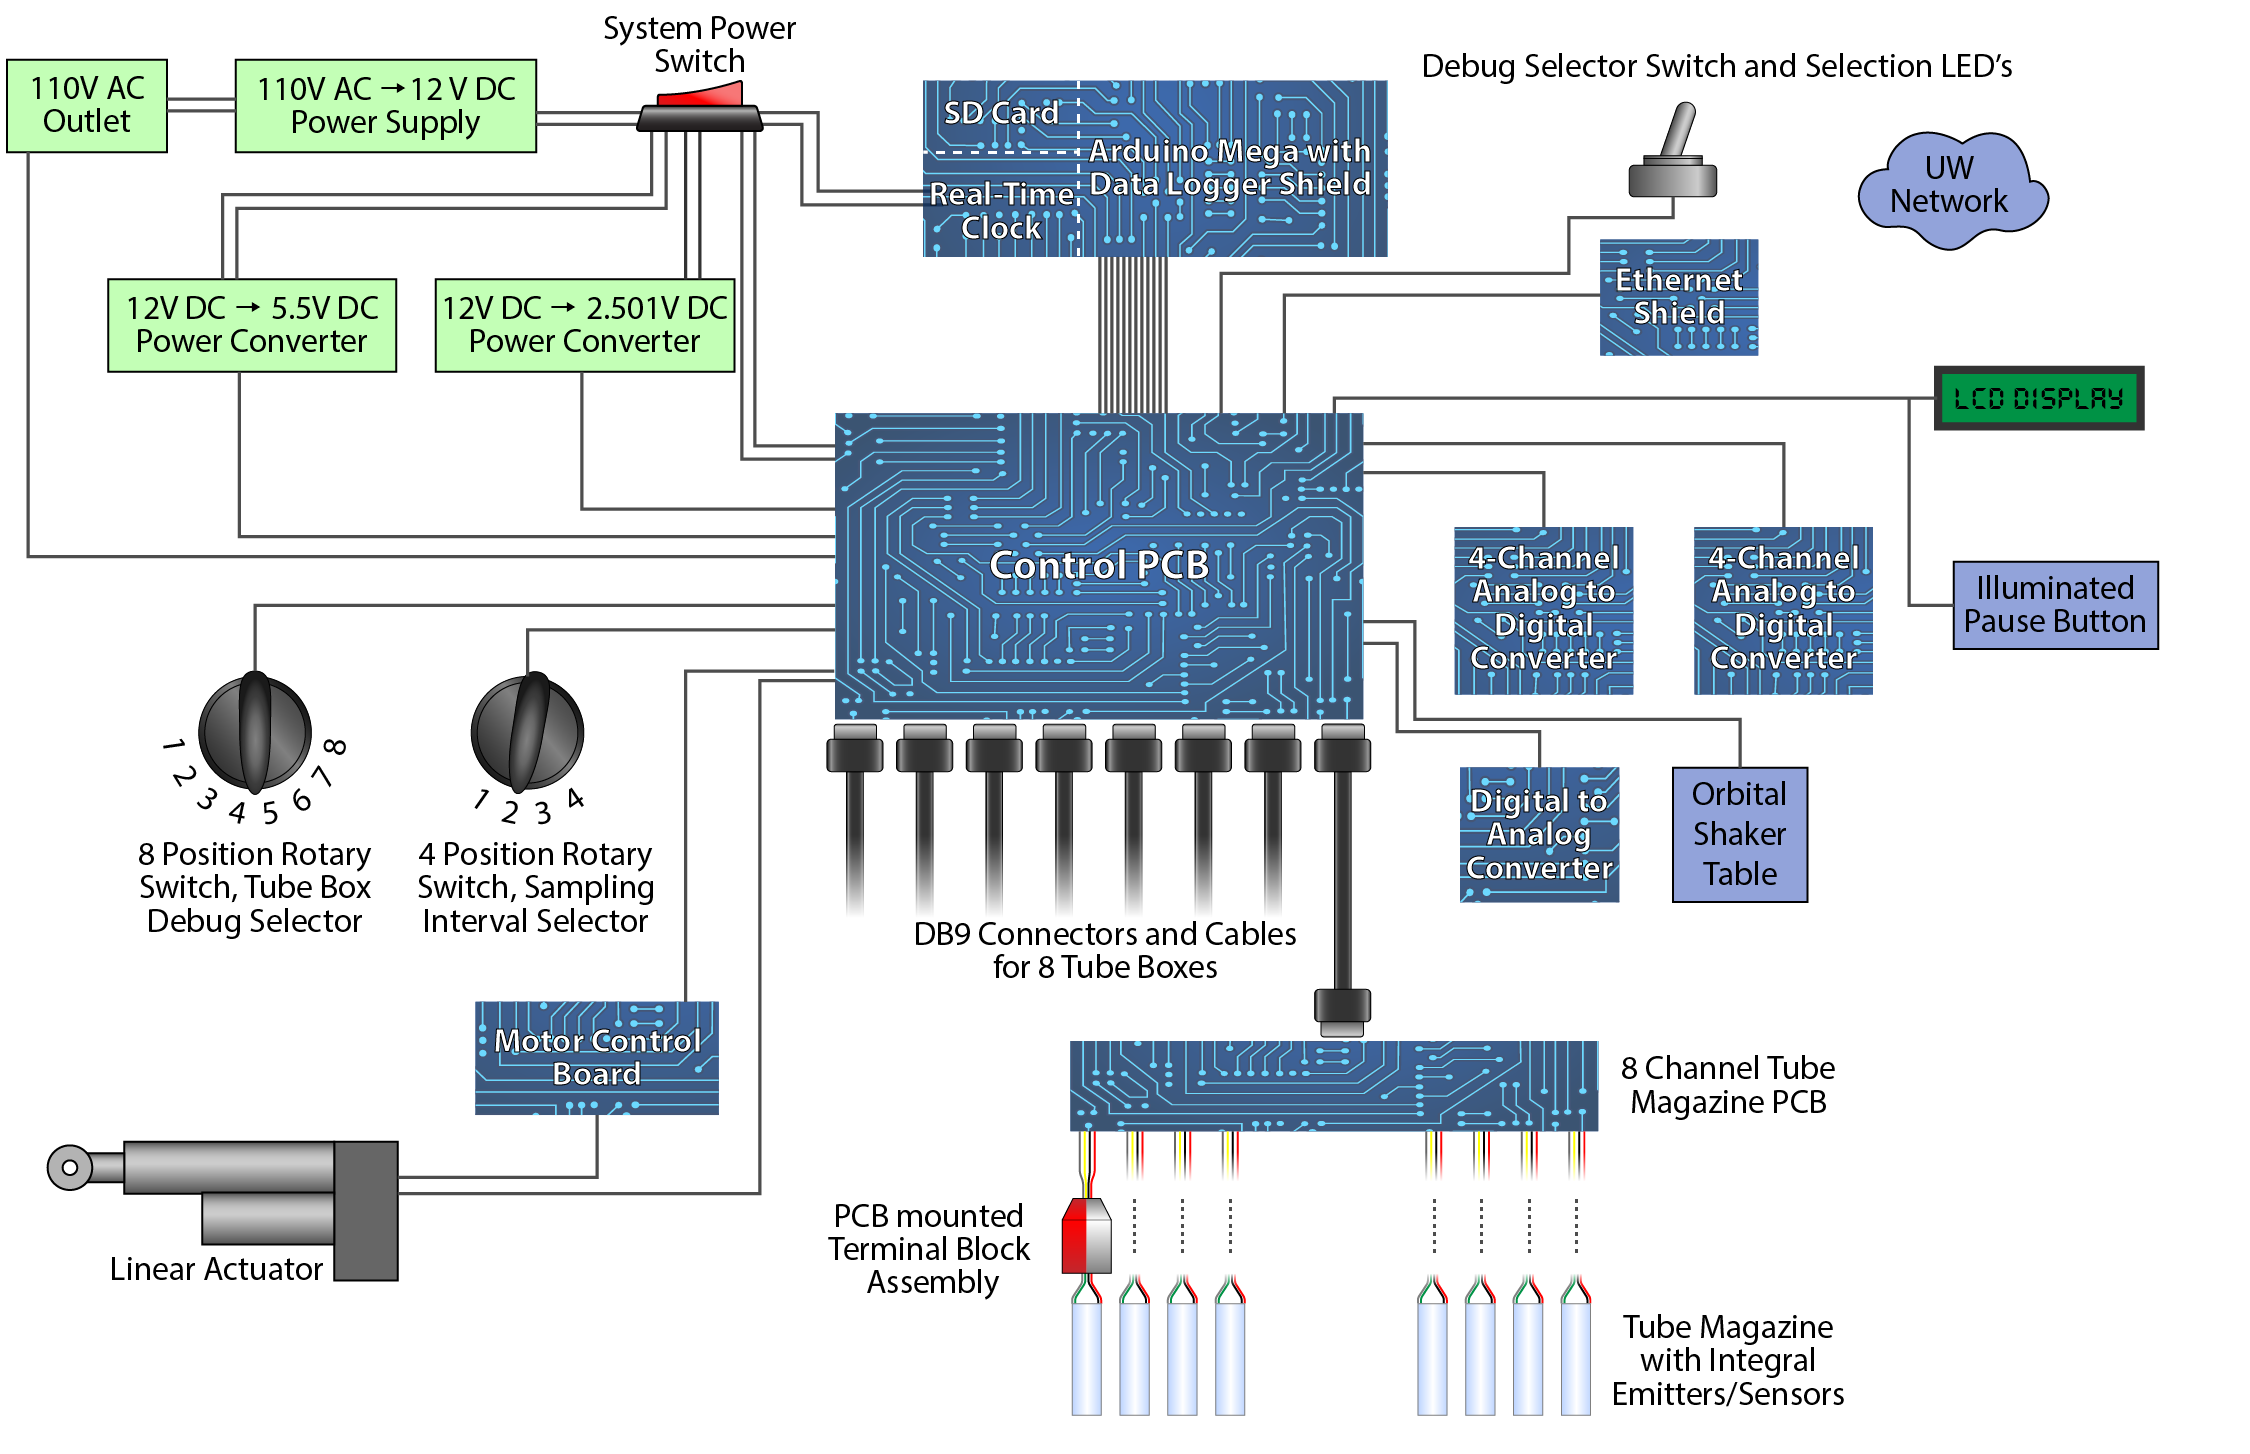 System Power
Switch
110V AC
Outlet
110V AC → 12 V DC
Power Supply
SD Card
Real-Time
Clock
Arduino Mega with
Data Logger Shield
Debug Selector Switch and Selection LED's
UW
Network
Ethernet
Shield
12V DC → 5.5V DC
Power Converter
12V DC → 2.501V DC
Power Converter
LCD DISPLAY
Control PCB
4-Channel
Analog to
Digital
Converter
4-Channel
Analog to
Digital
Converter
Illuminated
Pause Button
1 2 3 4 5 6 7 8
8 Position Rotary
Switch, Tube Box
Debug Selector
1 2 3 4
4 Position Rotary
Switch, Sampling
Interval Selector
Digital to
Analog
Converter
Orbital
Shaker
Table
DB9 Connectors and Cables
for 8 Tube Boxes
Motor Control
Board
8 Channel Tube
Magazine PCB
Linear Actuator
PCB mounted
Terminal Block
Assembly
Tube Magazine
with Integral
Emitters/Sensors